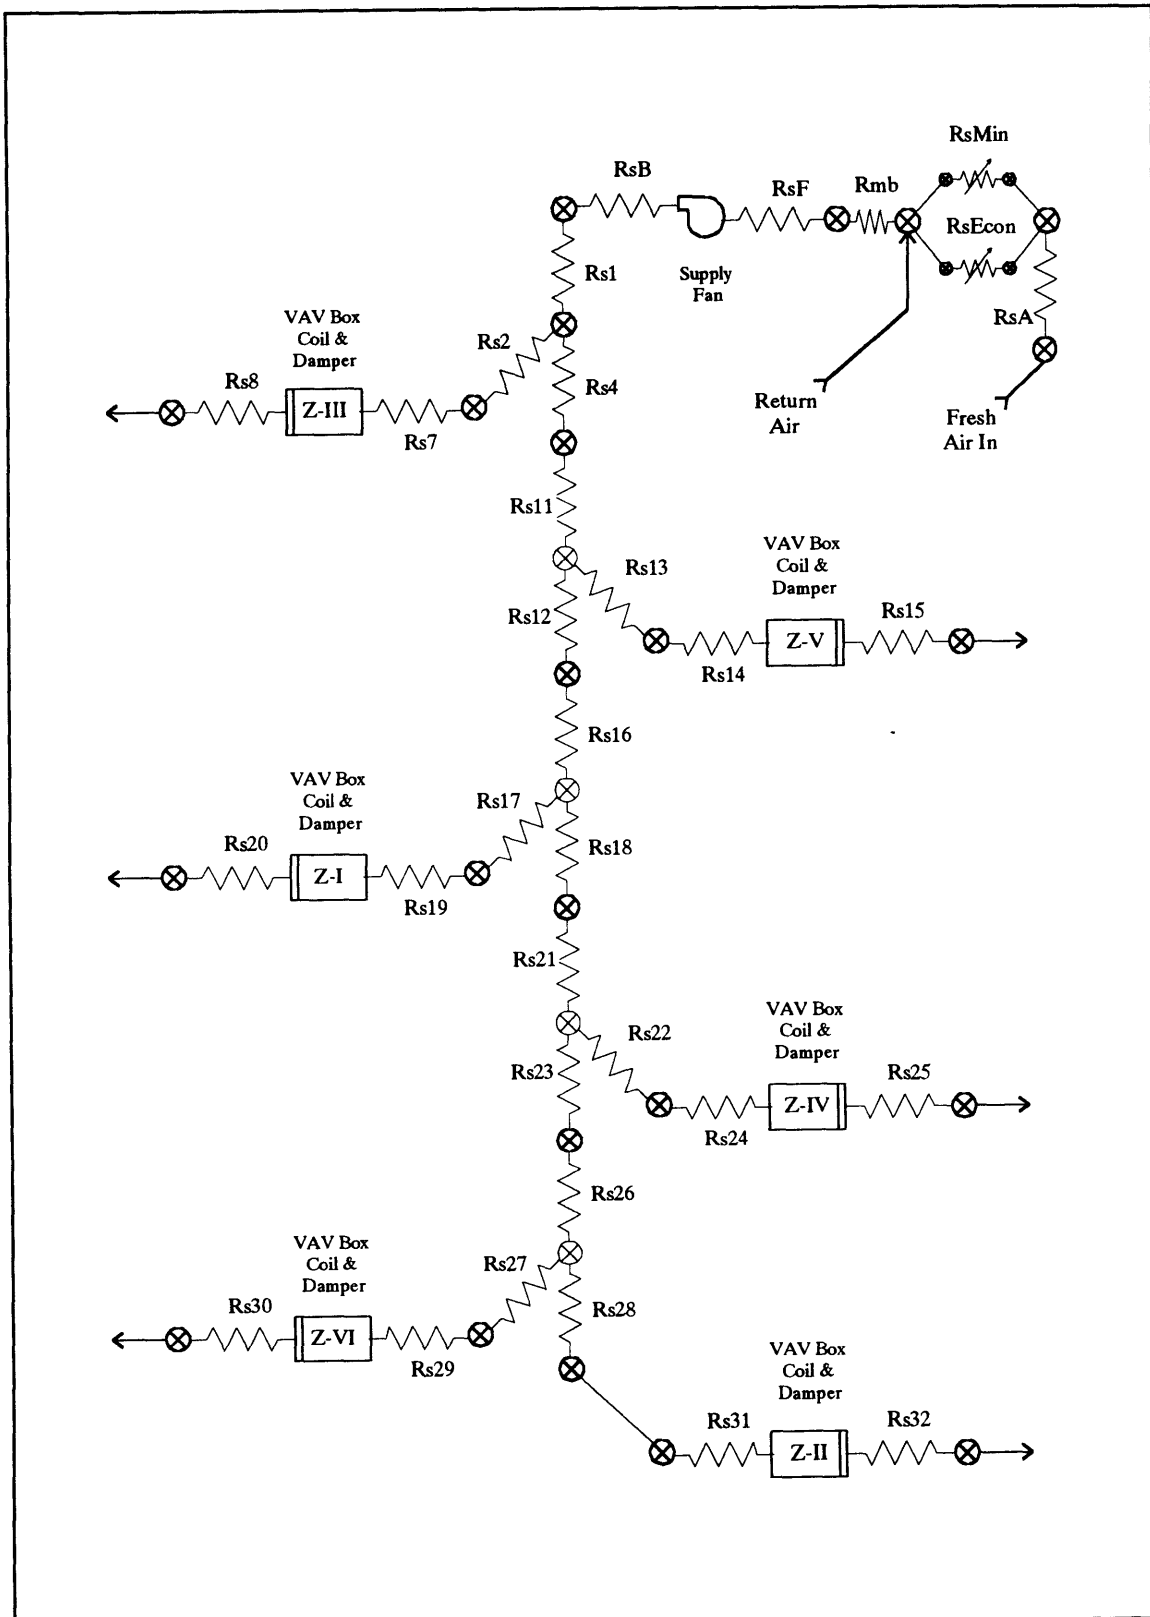 RsMin
RsB
RsF
Rmb
RsEcon
Rs1
Supply
Fan
RsA
VAV Box
Coil &
Damper
Rs2
Rs4
Rs8
Z-III
Rs7
Return
Air
Fresh
Air In
Rs11
VAV Box
Coil &
Damper
Rs13
Rs12
Rs15
Z-V
Rs14
Rs16
VAV Box
Coil &
Damper
Rs17
Rs18
Rs20
Z-I
Rs19
Rs21
VAV Box
Coil &
Damper
Rs22
Rs23
Rs25
Z-IV
Rs24
Rs26
VAV Box
Coil &
Damper
Rs27
Rs28
Rs30
Z-VI
Rs29
VAV Box
Coil &
Damper
Rs31
Rs32
Z-II